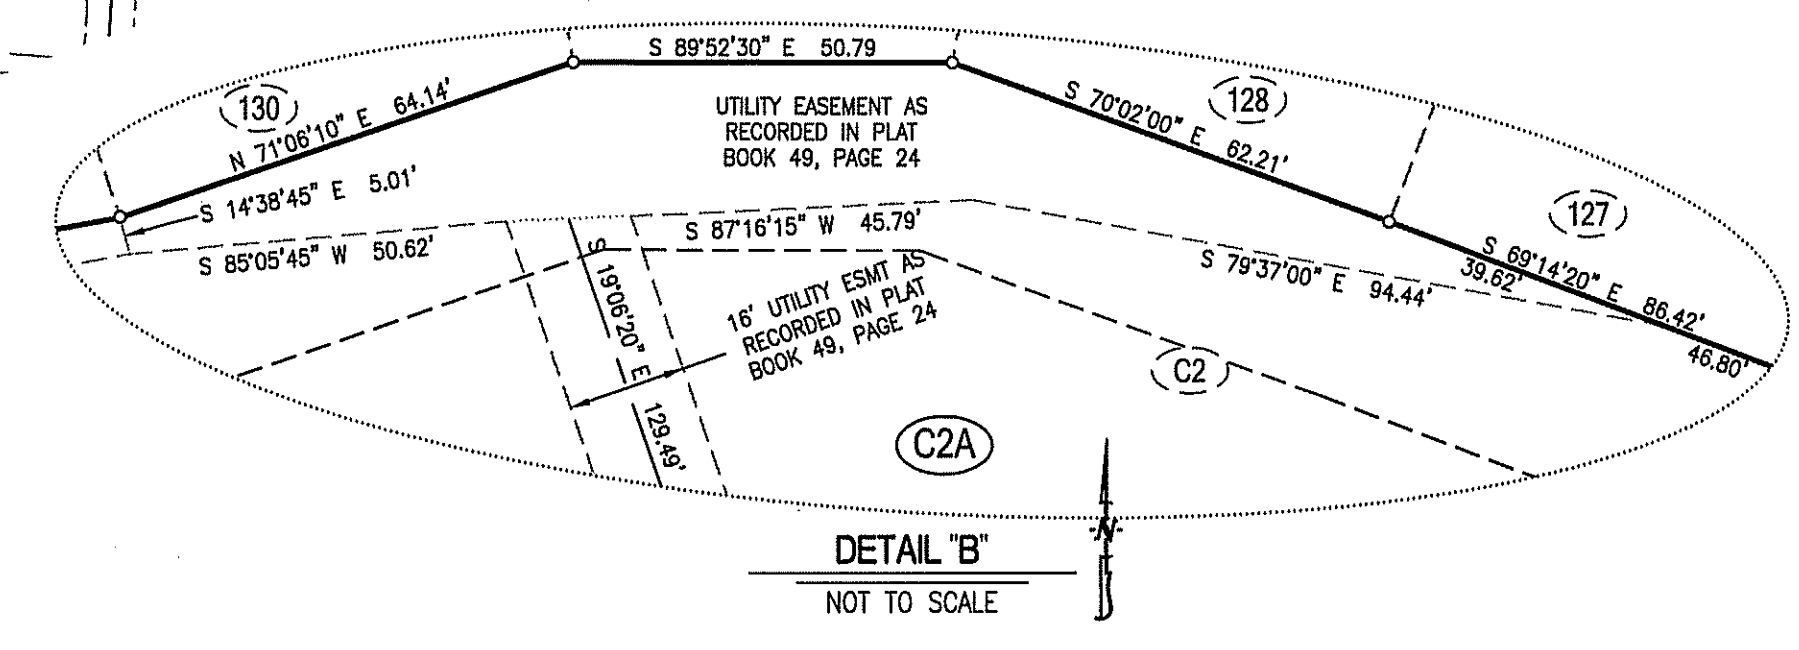 S 89°52'30" E 50.79
130
N 71°06'10" E 64.14'
S 14°38'45" E 5.01'
S 85°05'45" W 50.62'
UTILITY EASEMENT AS
RECORDED IN PLAT
BOOK 49, PAGE 24
S 70°02'00" E 62.21'
128
127
S 87°16'15" W 45.79'
S 79°37'00" E 94.44'
S 69°14'20" E 86.42'
39.62'
46.80'
S 19°06'20" E 129.49'
16' UTILITY ESMT AS
RECORDED IN PLAT
BOOK 49, PAGE 24
C2
C2A
N
DETAIL "B"
NOT TO SCALE